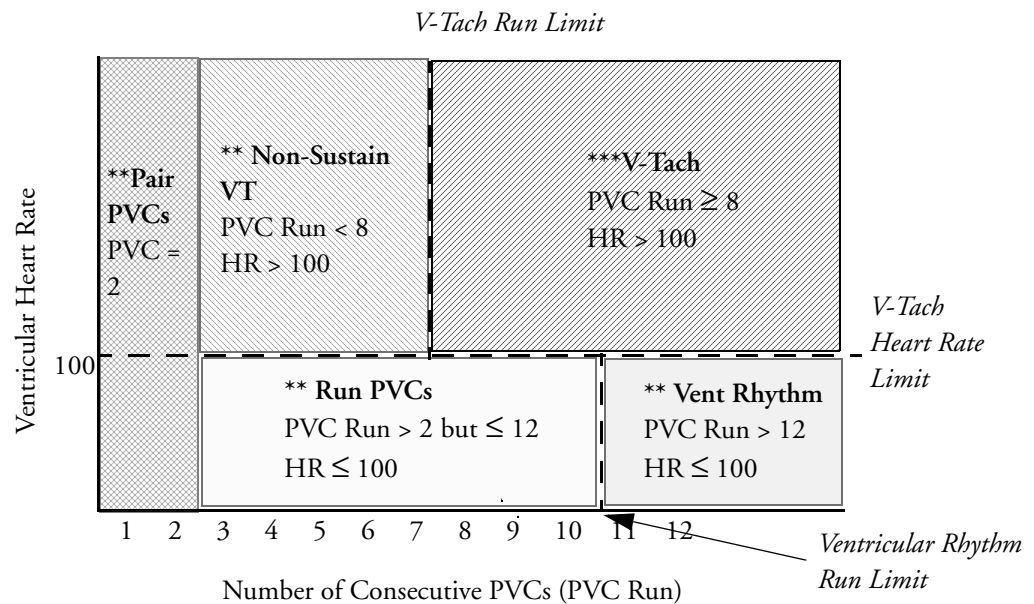 V-Tach Run Limit
Ventricular Heart Rate
**Pair
PVCs
PVC =
2
** Non-Sustain
VT
PVC Run < 8
HR > 100
***V-Tach
PVC Run ≥ 8
HR > 100
V-Tach
Heart Rate
Limit
100
** Run PVCs
PVC Run > 2 but ≤ 12
HR ≤ 100
** Vent Rhythm
PVC Run > 12
HR ≤ 100
1 2 3 4 5 6 7 8 9 10 11 12
Ventricular Rhythm
Run Limit
Number of Consecutive PVCs (PVC Run)